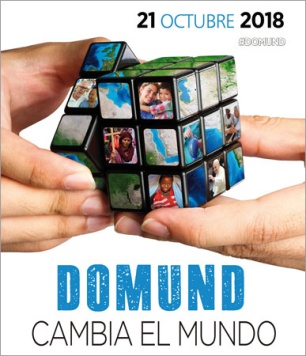 21 OCTUBRE 2018
#DOMUND
DOMUND
CAMBIA EL MUNDO